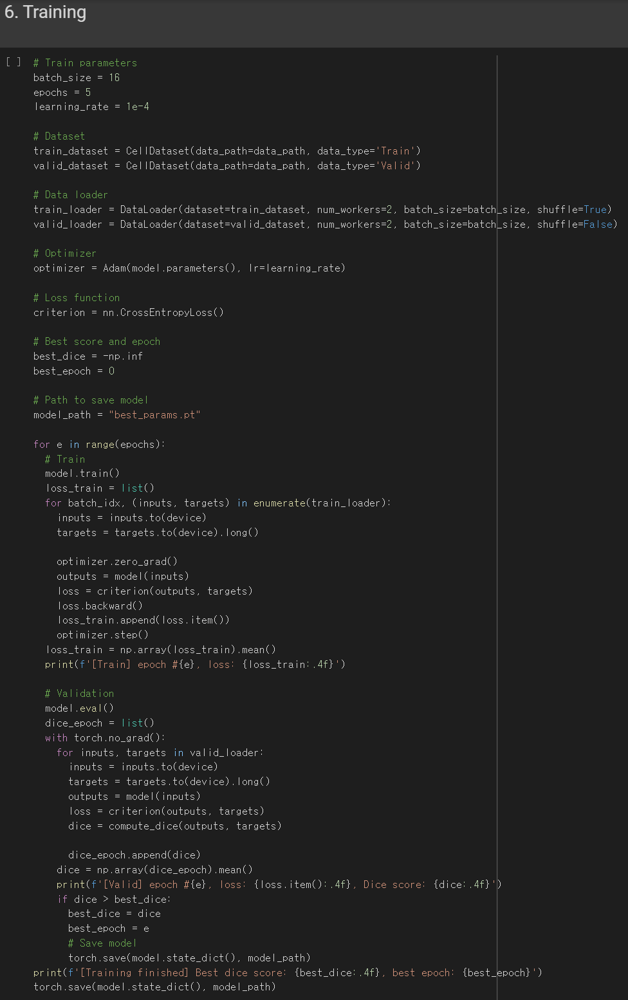 6. Training
[ ] # Train parameters
batch_size = 16
epochs = 5
learning_rate = 1e-4
# Dataset
train_dataset = CellDataset(data_path=data_path, data_type='Train')
valid_dataset = CellDataset(data_path=data_path, data_type='Valid')
# Data loader
train_loader = DataLoader(dataset=train_dataset, num_workers=2, batch_size=batch_size, shuffle=True)
valid_loader = DataLoader(dataset=valid_dataset, num_workers=2, batch_size=batch_size, shuffle=False)
# Optimizer
optimizer = Adam(model.parameters(), lr=learning_rate)
# Loss function
criterion = nn.CrossEntropyLoss()
# Best score and epoch
best_dice = -np.inf
best_epoch = 0
# Path to save model
model_path = "best_params.pt"
for e in range(epochs):
  # Train
  model.train()
  loss_train = list()
  for batch_idx, (inputs, targets) in enumerate(train_loader):
    inputs = inputs.to(device)
    targets = targets.to(device).long()
    optimizer.zero_grad()
    outputs = model(inputs)
    loss = criterion(outputs, targets)
    loss.backward()
    loss_train.append(loss.item())
    optimizer.step()
  loss_train = np.array(loss_train).mean()
  print(f'[Train] epoch #{e}, loss: {loss_train:.4f}')
  # Validation
  model.eval()
  dice_epoch = list()
  with torch.no_grad():
    for inputs, targets in valid_loader:
      inputs = inputs.to(device)
      targets = targets.to(device).long()
      outputs = model(inputs)
      loss = criterion(outputs, targets)
      dice = compute_dice(outputs, targets)
      dice_epoch.append(dice)
    dice = np.array(dice_epoch).mean()
    print(f'[Valid] epoch #{e}, loss: {loss.item():.4f}, Dice score: {dice:.4f}')
    if dice > best_dice:
      best_dice = dice
      best_epoch = e
      # Save model
      torch.save(model.state_dict(), model_path)
print(f'[Training finished] Best dice score: {best_dice:.4f}, best epoch: {best_epoch}')
torch.save(model.state_dict(), model_path)